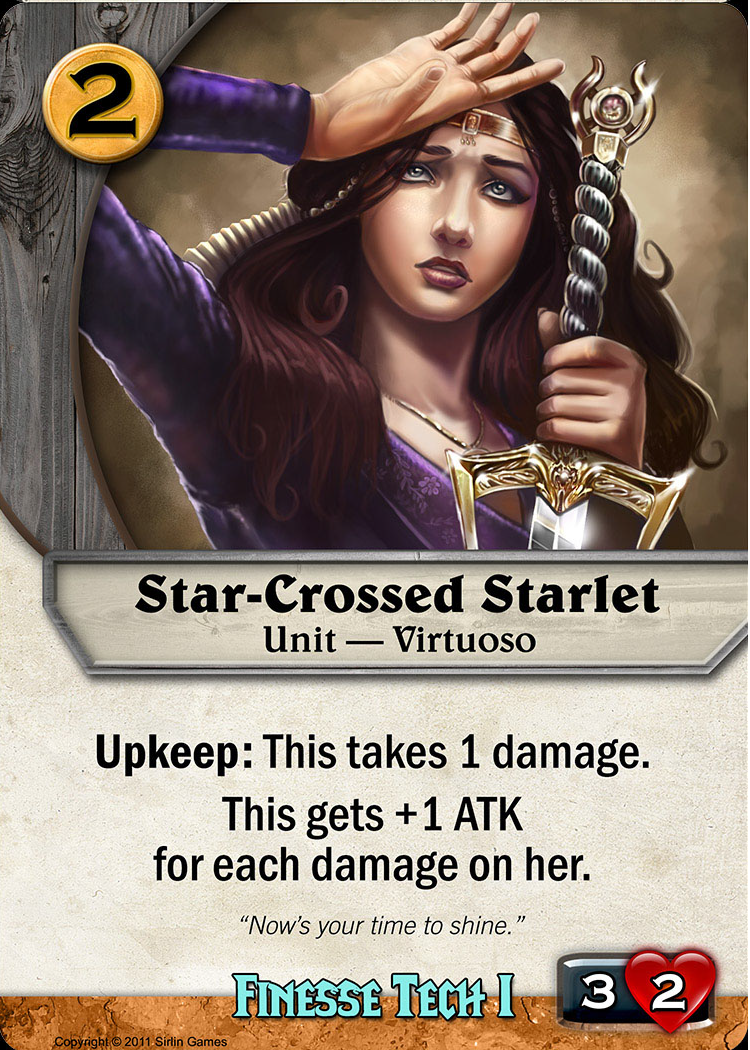 2
Star-Crossed Starlet
Unit — Virtuoso
Upkeep: This takes 1 damage.
This gets +1 ATK
for each damage on her.
“Now’s your time to shine.”
Finesse Tech I
3 2
Copyright © 2011 Sirlin Games